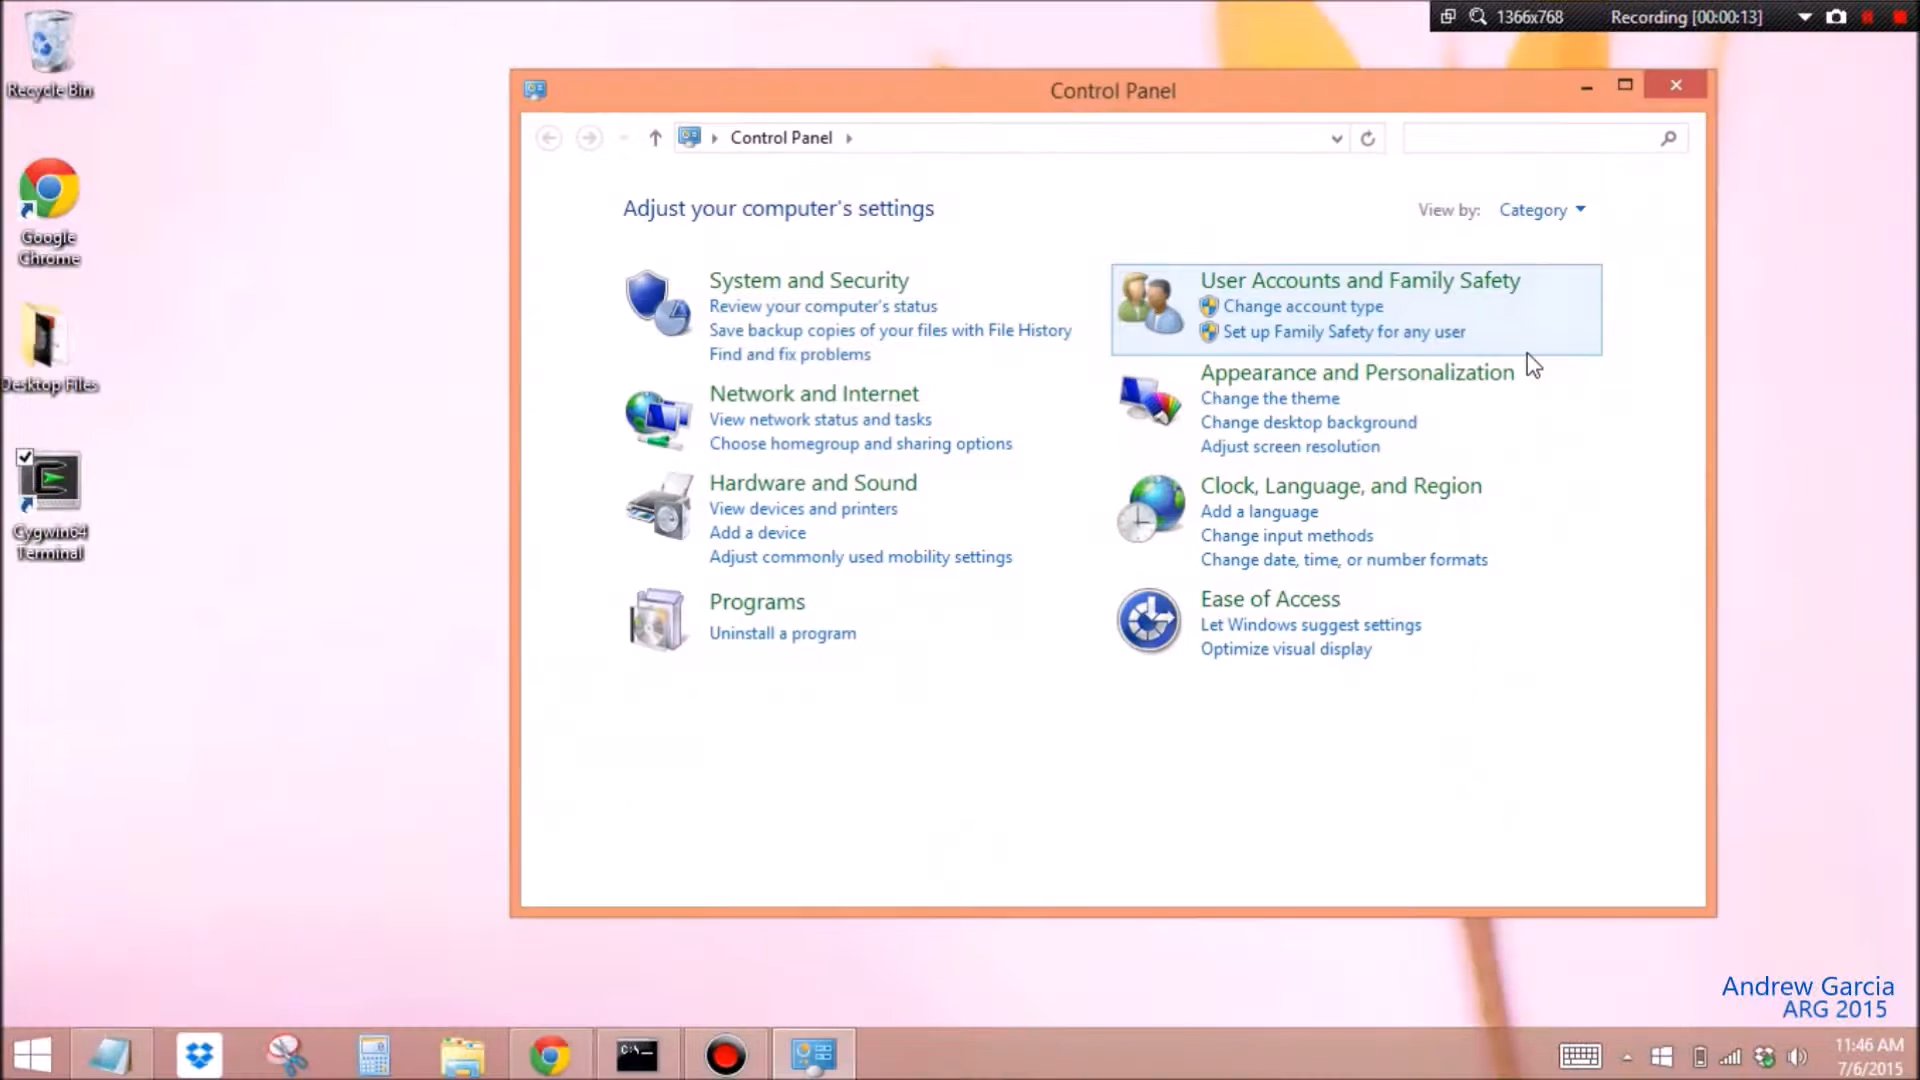 1366x768
Recording [00:00:13]
Recycle Bin
Google
Chrome
Desktop Files
Cygwin64
Terminal
Control Panel
Control Panel
Adjust your computer's settings
View by: Category
System and Security
Review your computer's status
Save backup copies of your files with File History
Find and fix problems
Network and Internet
View network status and tasks
Choose homegroup and sharing options
Hardware and Sound
View devices and printers
Add a device
Adjust commonly used mobility settings
Programs
Uninstall a program
User Accounts and Family Safety
Change account type
Set up Family Safety for any user
Appearance and Personalization
Change the theme
Change desktop background
Adjust screen resolution
Clock, Language, and Region
Add a language
Change input methods
Change date, time, or number formats
Ease of Access
Let Windows suggest settings
Optimize visual display
Andrew Garcia
ARG 2015
C:\_
11:46 AM
7/6/2015